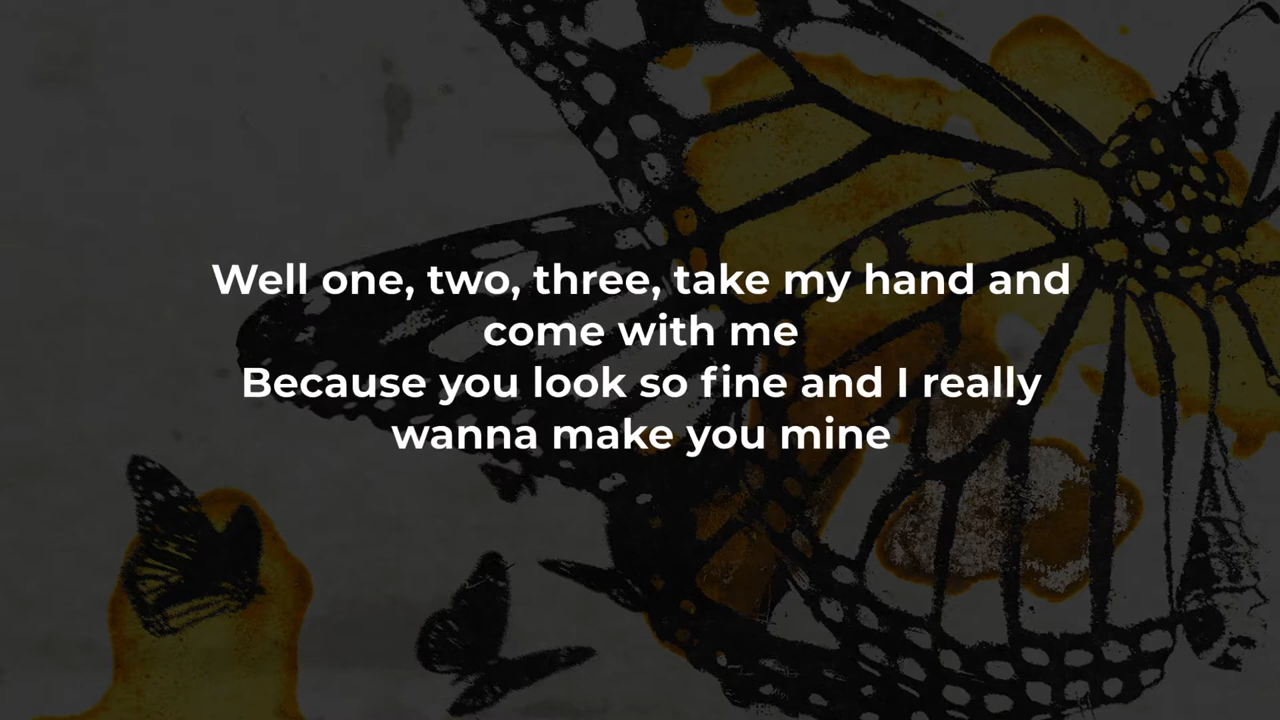 Well one, two, three, take my hand and
come with me
Because you look so fine and I really
wanna make you mine